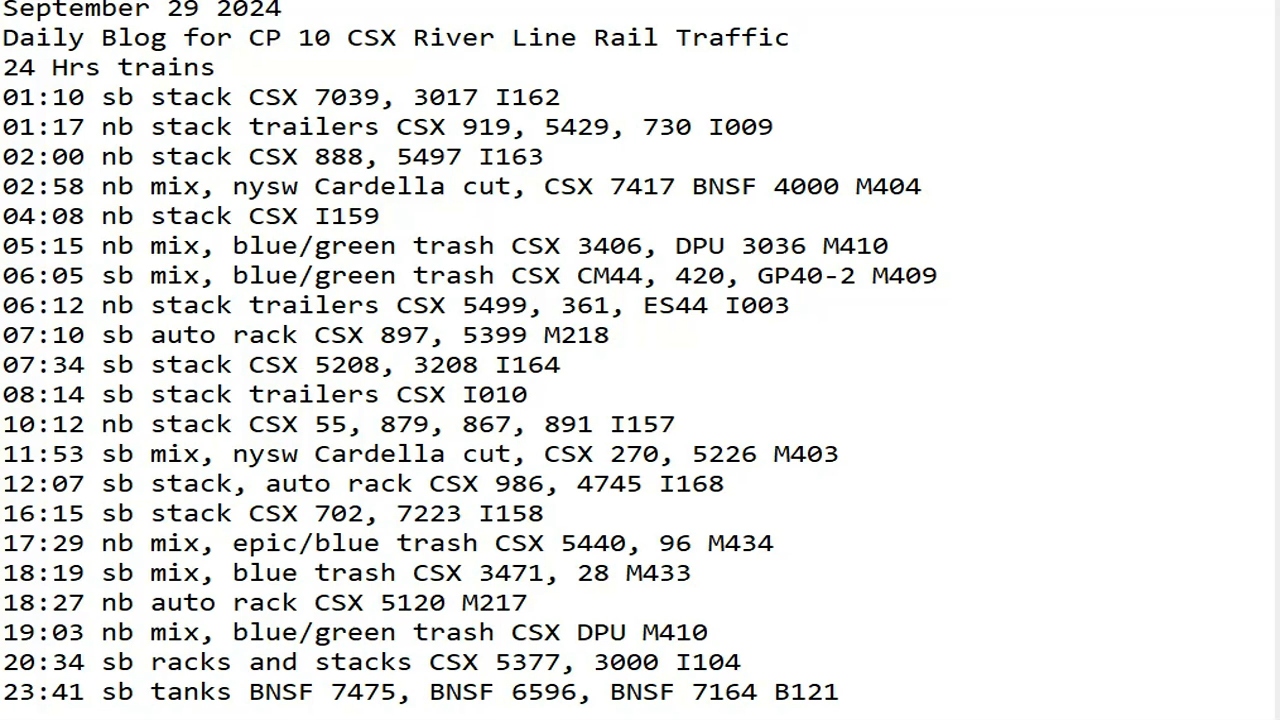 September 29 2024
Daily Blog for CP 10 CSX River Line Rail Traffic
24 Hrs trains
01:10 sb stack CSX 7039, 3017 I162
01:17 nb stack trailers CSX 919, 5429, 730 I009
02:00 nb stack CSX 888, 5497 I163
02:58 nb mix, nysw Cardella cut, CSX 7417 BNSF 4000 M404
04:08 nb stack CSX I159
05:15 nb mix, blue/green trash CSX 3406, DPU 3036 M410
06:05 sb mix, blue/green trash CSX CM44, 420, GP40-2 M409
06:12 nb stack trailers CSX 5499, 361, ES44 I003
07:10 sb auto rack CSX 897, 5399 M218
07:34 sb stack CSX 5208, 3208 I164
08:14 sb stack trailers CSX I010
10:12 nb stack CSX 55, 879, 867, 891 I157
11:53 sb mix, nysw Cardella cut, CSX 270, 5226 M403
12:07 sb stack, auto rack CSX 986, 4745 I168
16:15 sb stack CSX 702, 7223 I158
17:29 nb mix, epic/blue trash CSX 5440, 96 M434
18:19 sb mix, blue trash CSX 3471, 28 M433
18:27 nb auto rack CSX 5120 M217
19:03 nb mix, blue/green trash CSX DPU M410
20:34 sb racks and stacks CSX 5377, 3000 I104
23:41 sb tanks BNSF 7475, BNSF 6596, BNSF 7164 B121